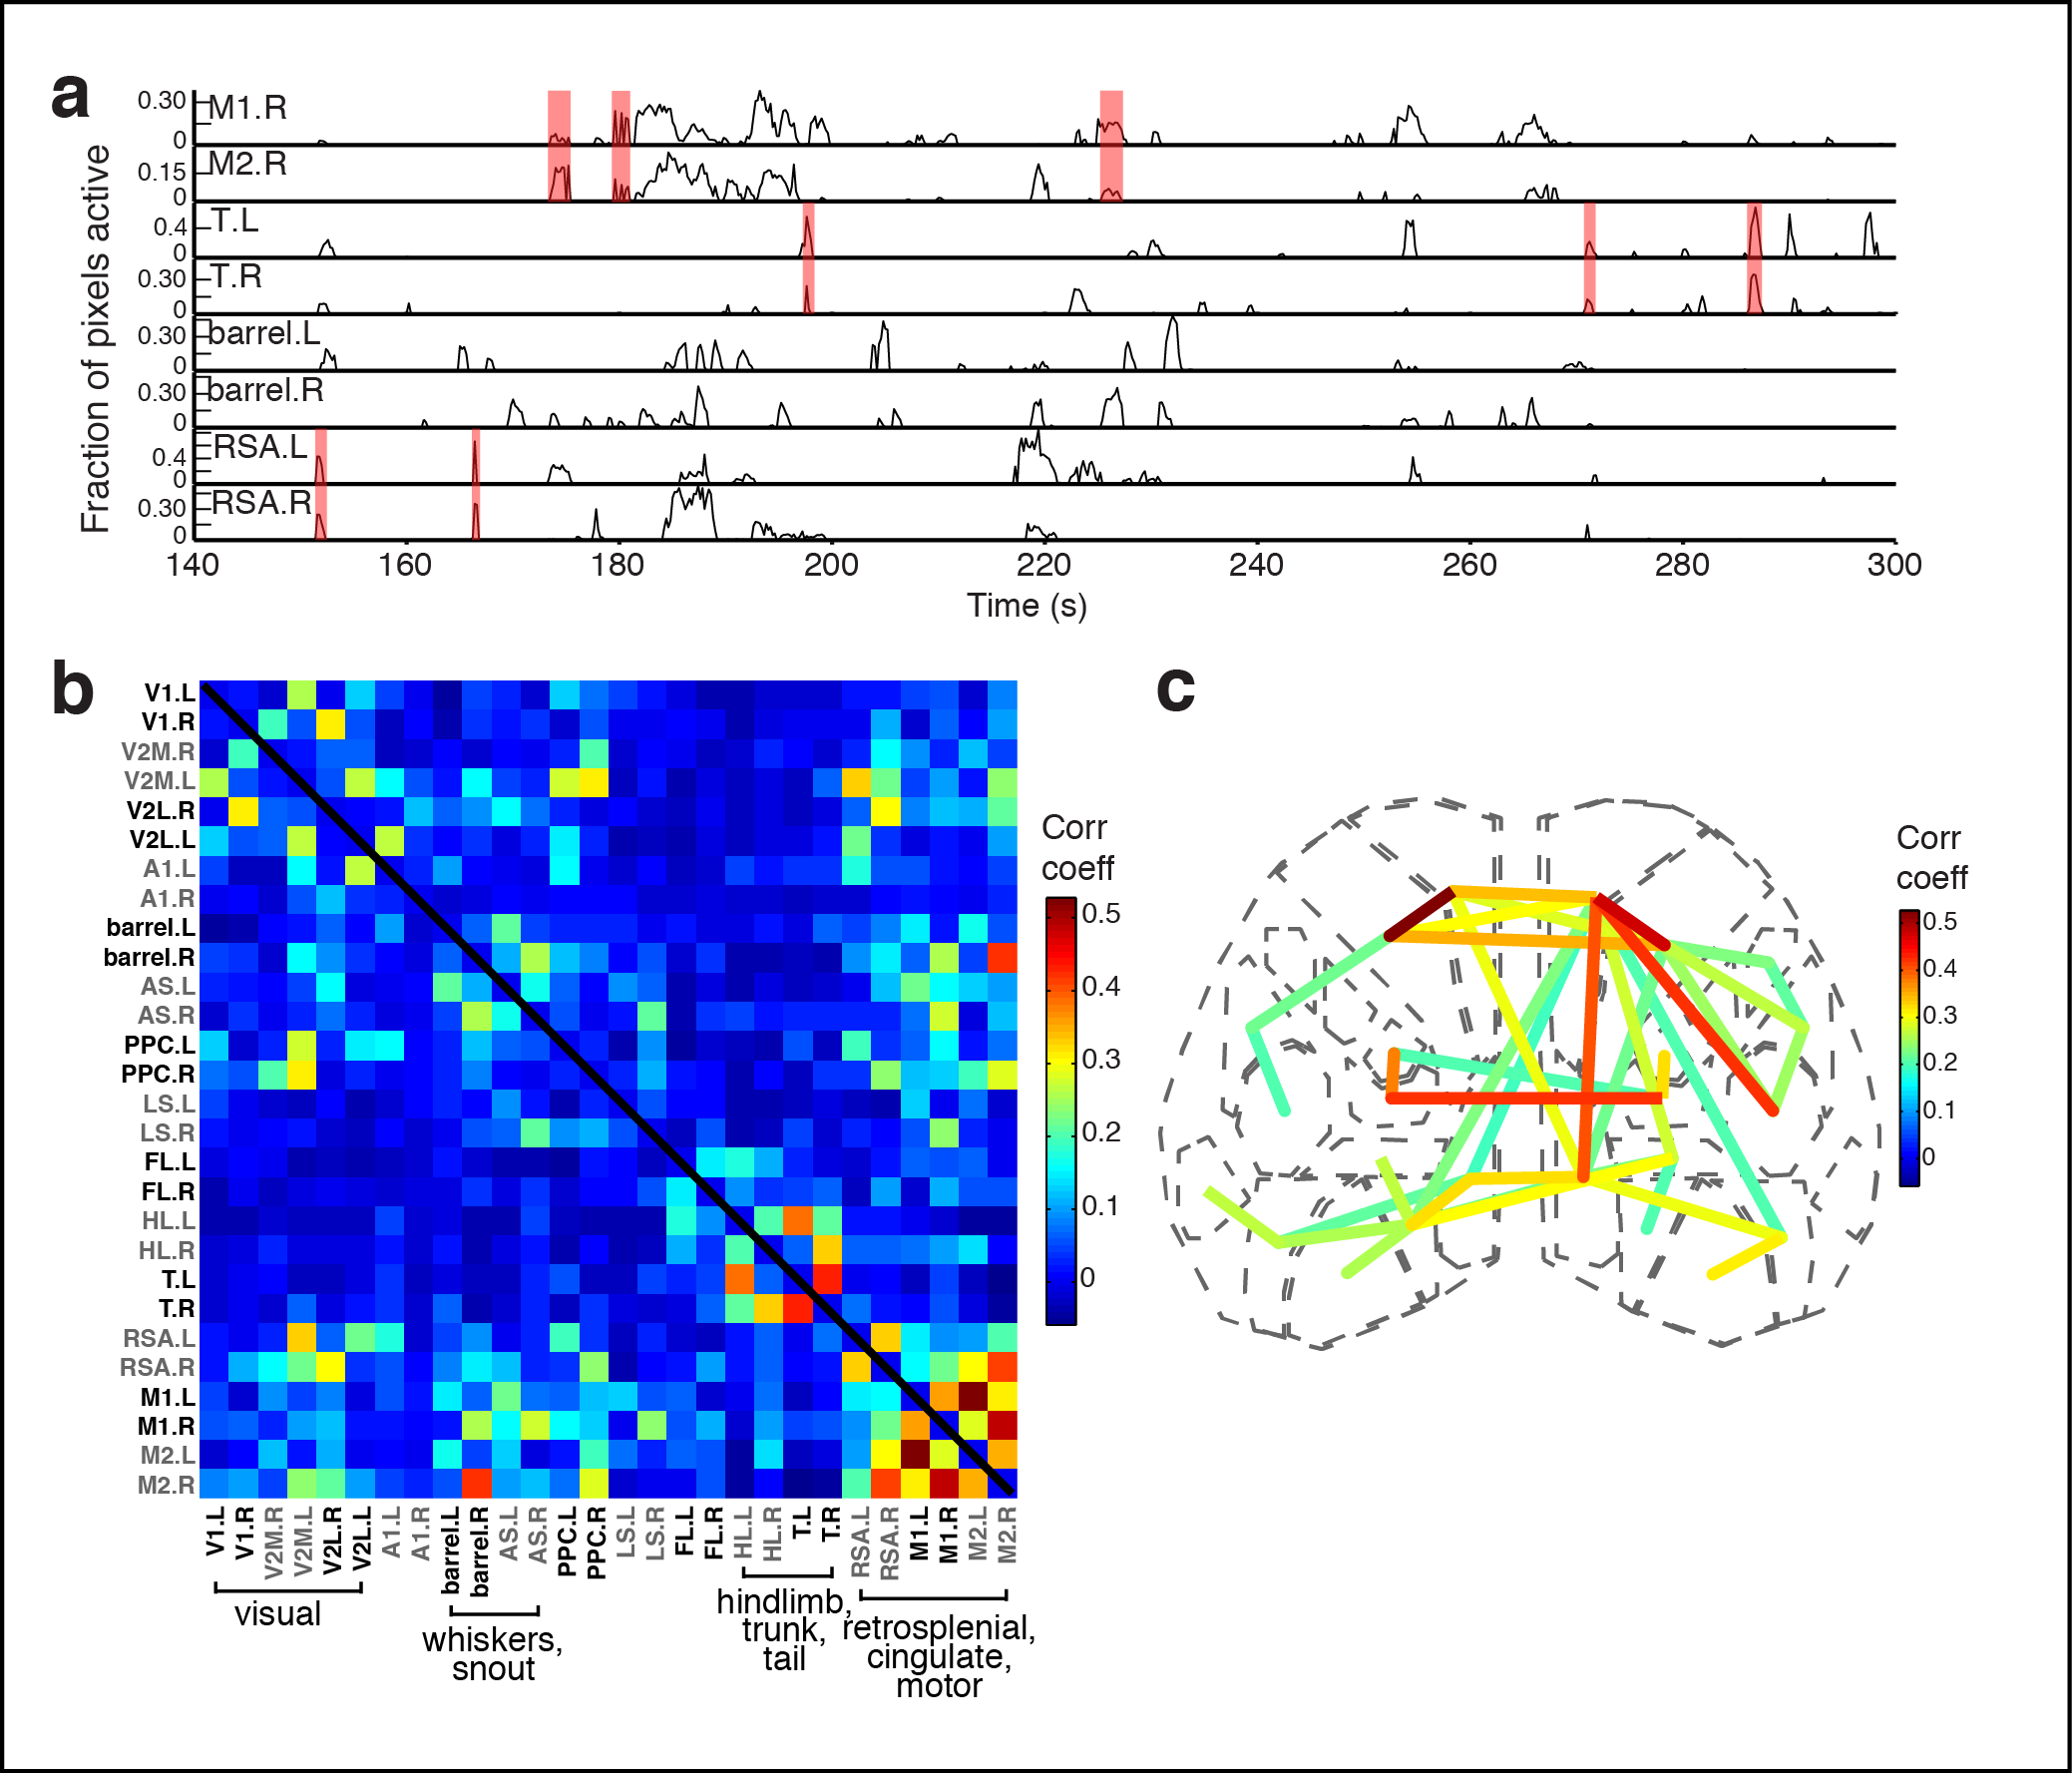 a
Fraction of pixels active
0.30
0
M1.R
0.15
0
M2.R
0.4
0
T.L
0.30
0
T.R
0.30
0
barrel.L
0.30
0
barrel.R
0.4
0
RSA.L
0.30
0
RSA.R
140 160 180 200 220 240 260 280 300
Time (s)
b
V1.L
V1.R
V2M.R
V2M.L
V2L.R
V2L.L
A1.L
A1.R
barrel.L
barrel.R
AS.L
AS.R
PPC.L
PPC.R
LS.L
LS.R
FL.L
FL.R
HL.L
HL.R
T.L
T.R
RSA.L
RSA.R
M1.L
M1.R
M2.L
M2.R
V1.L V1.R V2M.R V2M.L V2L.R V2L.L A1.L A1.R barrel.L barrel.R AS.L AS.R PPC.L PPC.R LS.L LS.R FL.L FL.R HL.L HL.R T.L T.R RSA.L RSA.R M1.L M1.R M2.L M2.R
visual
whiskers,
snout
hindlimb,
trunk,
tail
retrosplenial,
cingulate,
motor
Corr
coeff
0.5
0.4
0.3
0.2
0.1
0
c
Corr
coeff
0.5
0.4
0.3
0.2
0.1
0